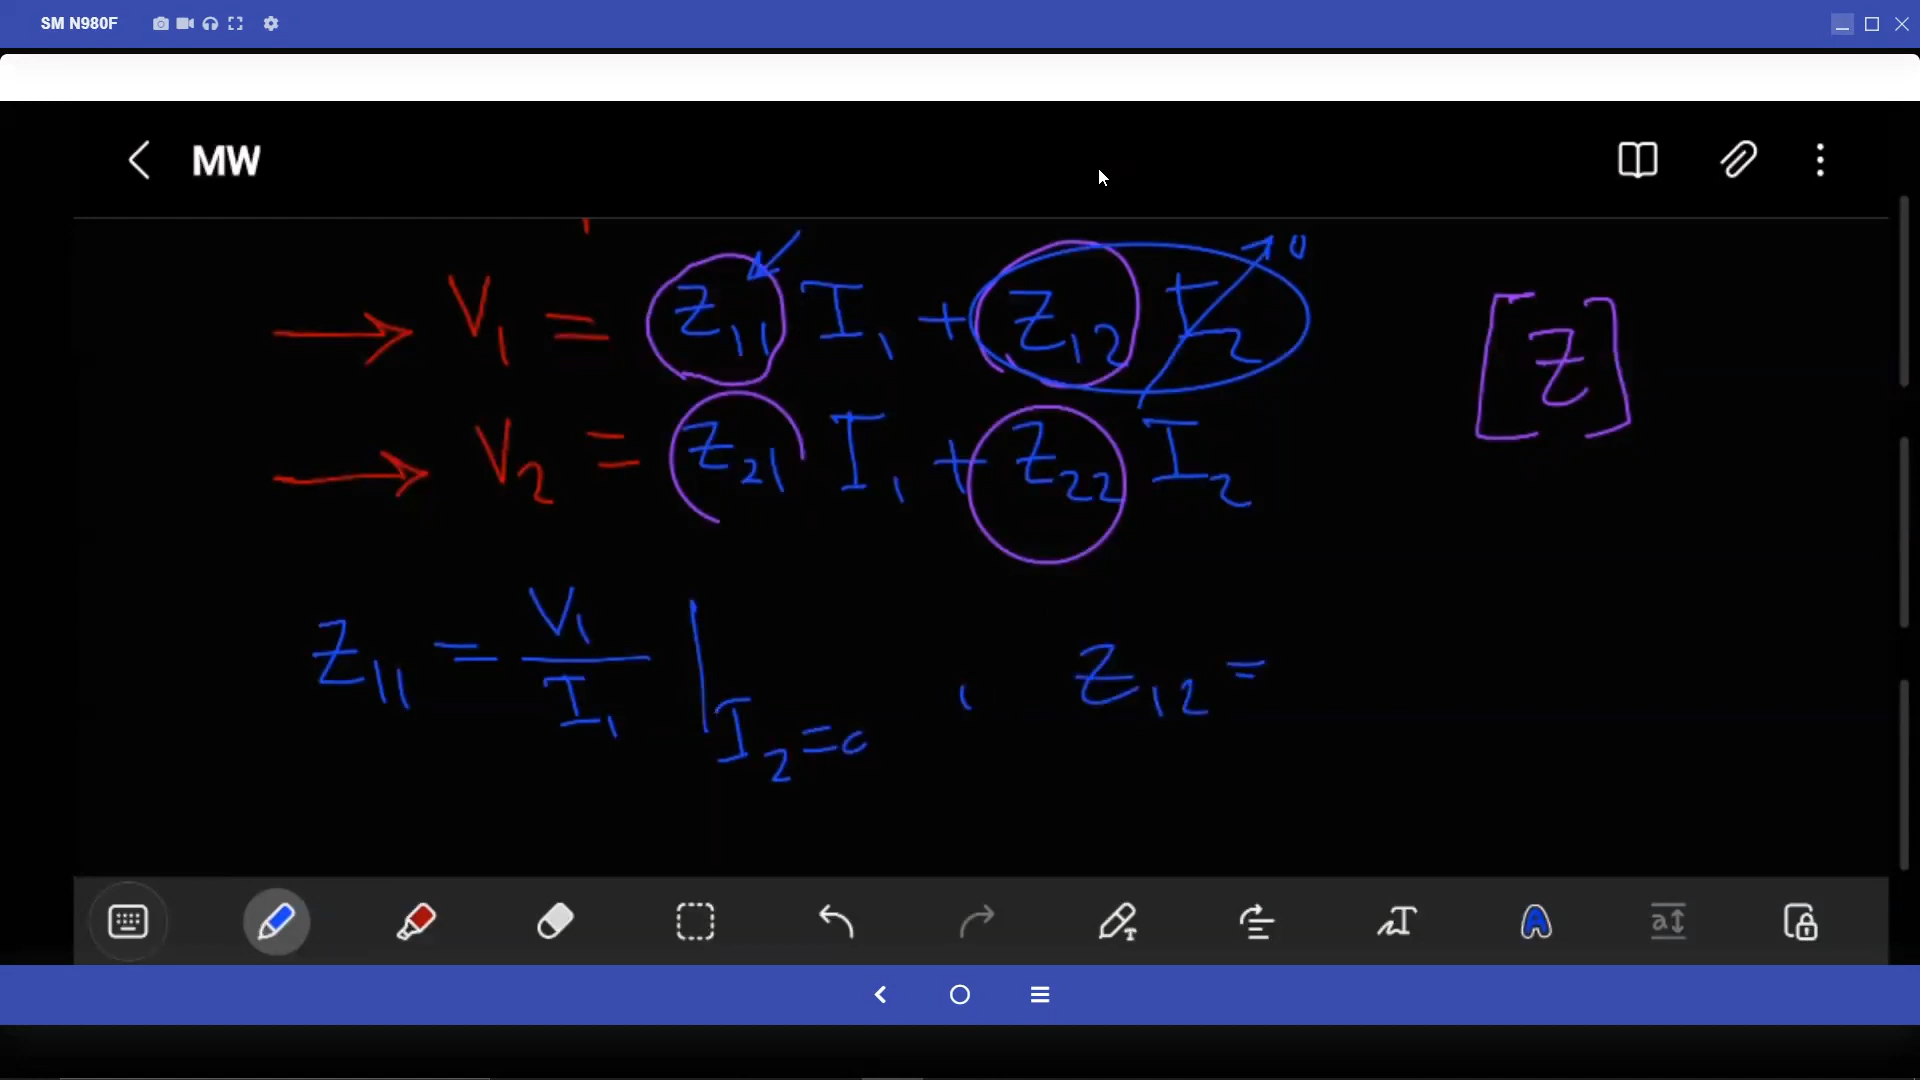 SM N980F
MW
→ V₁ = Z₁₁ I₁ + Z₁₂ I₂ 0
[Z]
→ V₂ = Z₂₁ I₁ + Z₂₂ I₂
Z₁₁ = V₁ / I₁ | I₂=0 , Z₁₂ =